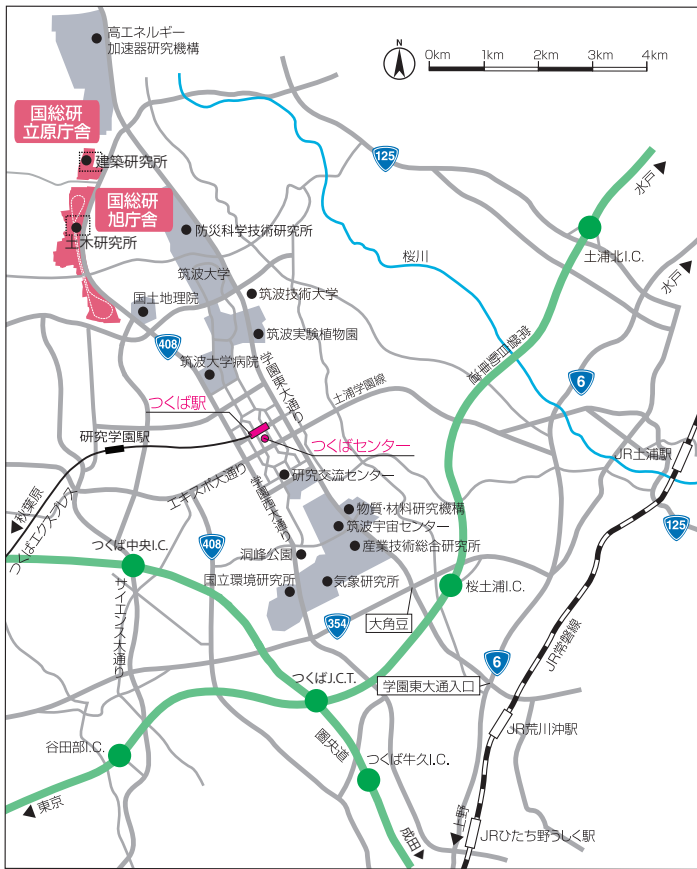 高エネルギー
加速器研究機構
N
0km 1km 2km 3km 4km
国総研
立原庁舎
建築研究所
125
水戸
国総研
旭庁舎
土木研究所
防災科学技術研究所
土浦北I.C.
桜川
水戸
筑波大学
筑波技術大学
国土地理院
筑波実験植物園
常磐自動車道
408
筑波大学病院
学園東大通り
6
土浦学園線
つくば駅
研究学園駅
つくばセンター
JR土浦駅
エキスポ大通り
学園西大通り
研究交流センター
秋葉原
つくばエクスプレス
物質・材料研究機構
筑波宇宙センター
125
408
産業技術総合研究所
つくば中央I.C.
洞峰公園
国立環境研究所
気象研究所
桜土浦I.C.
サイエンス大通り
354
大角豆
JR常磐線
6
学園東大通入口
つくばJ.C.T.
JR荒川沖駅
圏央道
谷田部I.C.
つくば牛久I.C.
東京
上野
成田
JRひたち野うしく駅